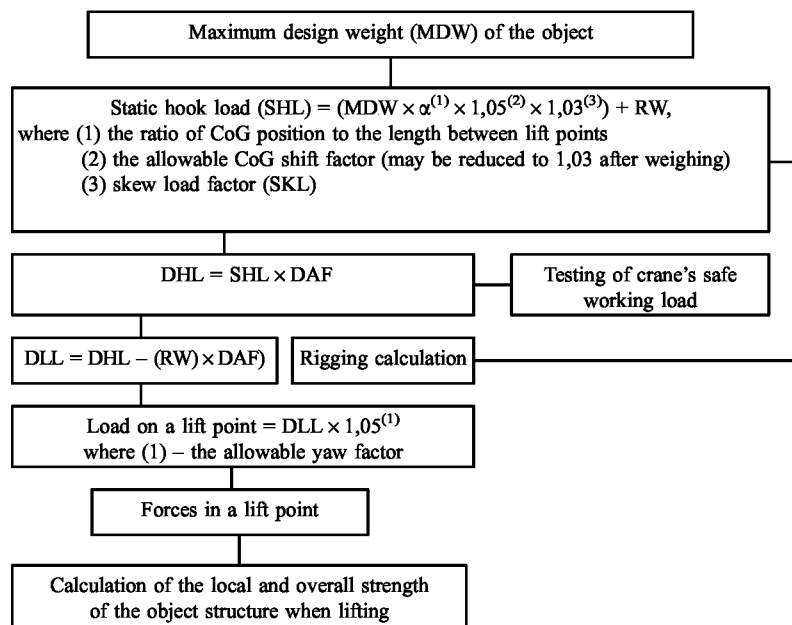 Maximum design weight (MDW) of the object
Static hook load (SHL) = (MDW × α⁽¹⁾ × 1,05⁽²⁾ × 1,03⁽³⁾) + RW,
where (1) the ratio of CoG position to the length between lift points
(2) the allowable CoG shift factor (may be reduced to 1,03 after weighing)
(3) skew load factor (SKL)
DHL = SHL × DAF
Testing of crane's safe
working load
DLL = DHL – (RW) × DAF)
Rigging calculation
Load on a lift point = DLL × 1,05⁽¹⁾
where (1) – the allowable yaw factor
Forces in a lift point
Calculation of the local and overall strength
of the object structure when lifting